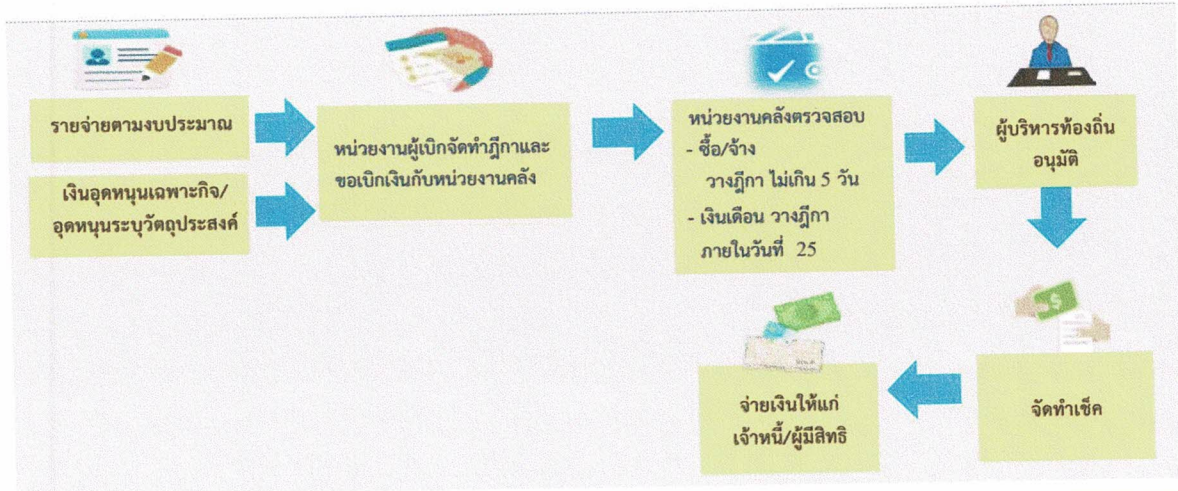 รายจ่ายตามงบประมาณ
เงินอุดหนุนเฉพาะกิจ/
อุดหนุนระบุวัตถุประสงค์
หน่วยงานผู้เบิกจัดทำฎีกาและ
ขอเบิกเงินกับหน่วยงานคลัง
หน่วยงานคลังตรวจสอบ
- ซื้อ/จ้าง
วางฎีกา ไม่เกิน 5 วัน
- เงินเดือน วางฎีกา
ภายในวันที่ 25
ผู้บริหารท้องถิ่น
อนุมัติ
จัดทำเช็ค
จ่ายเงินให้แก่
เจ้าหนี้/ผู้มีสิทธิ